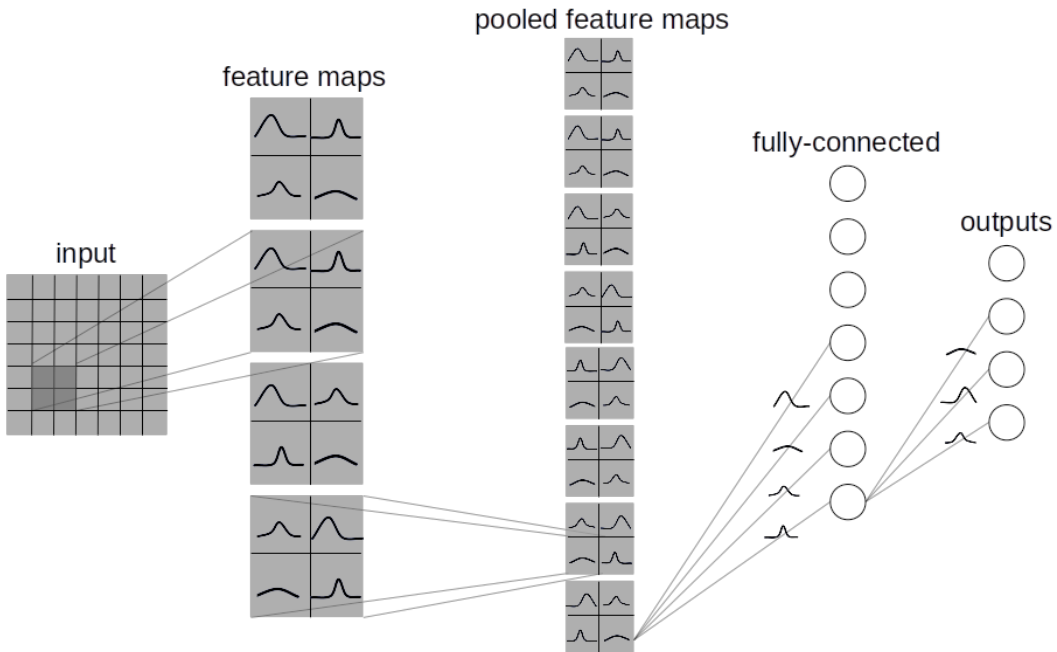 input
feature maps
pooled feature maps
fully-connected
outputs